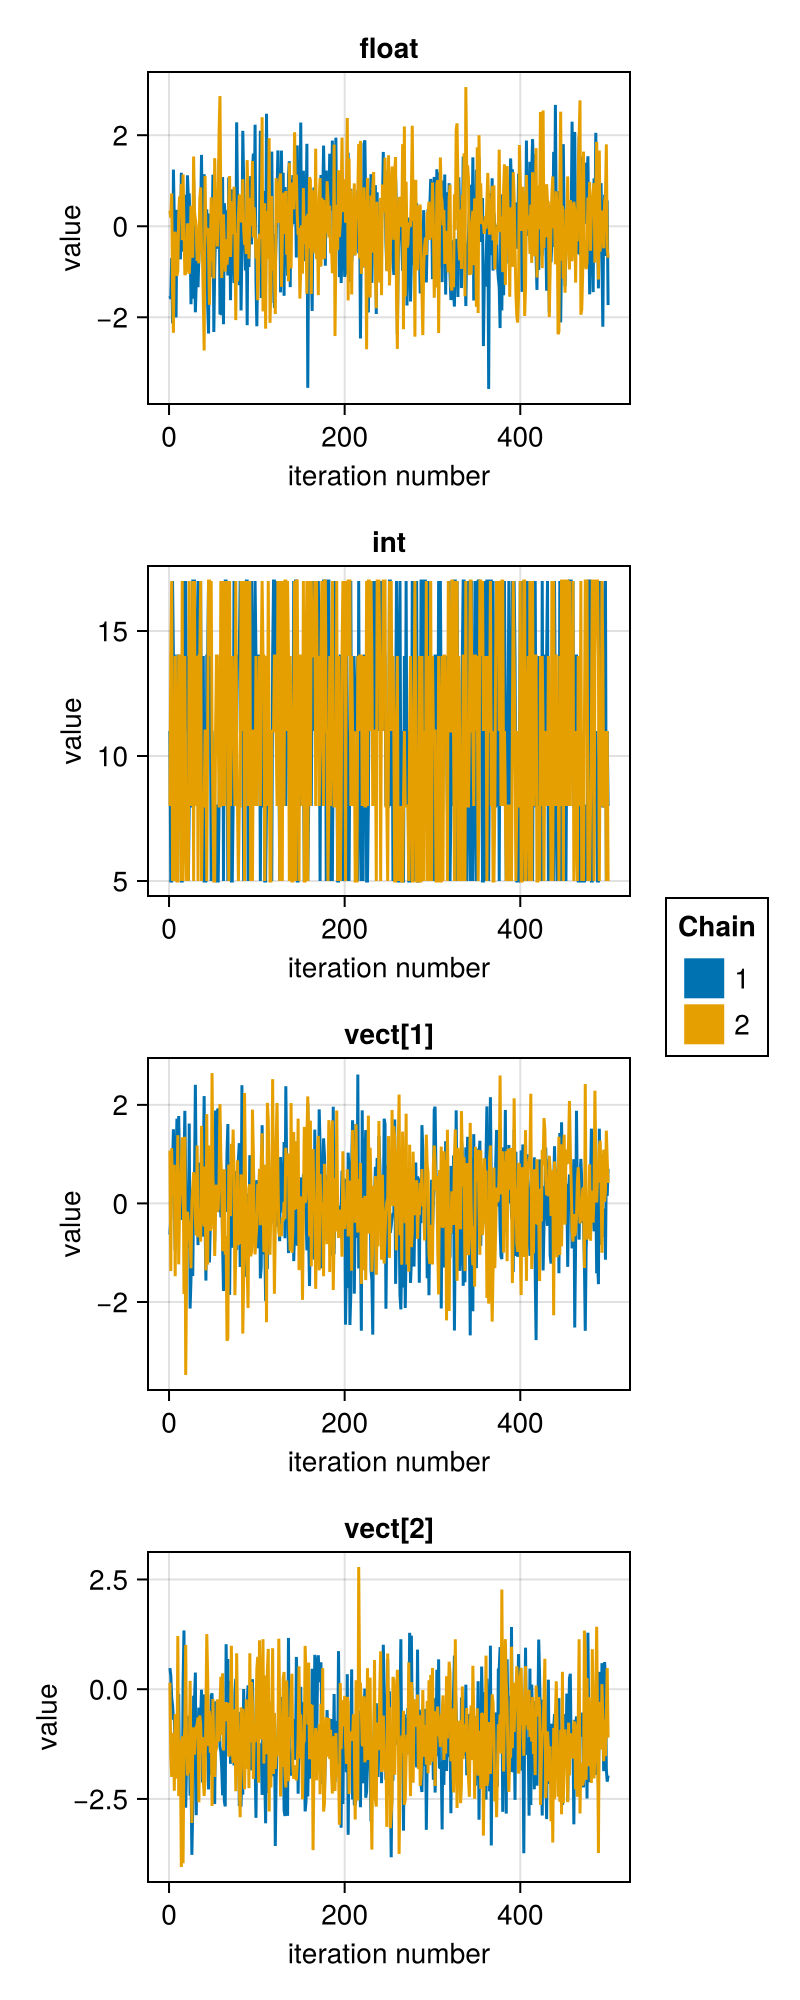 float
2
0
−2
value
0 200 400
iteration number
int
15
10
5
value
0 200 400
iteration number
Chain
1
2
vect[1]
2
0
−2
value
0 200 400
iteration number
vect[2]
2.5
0.0
−2.5
value
0 200 400
iteration number